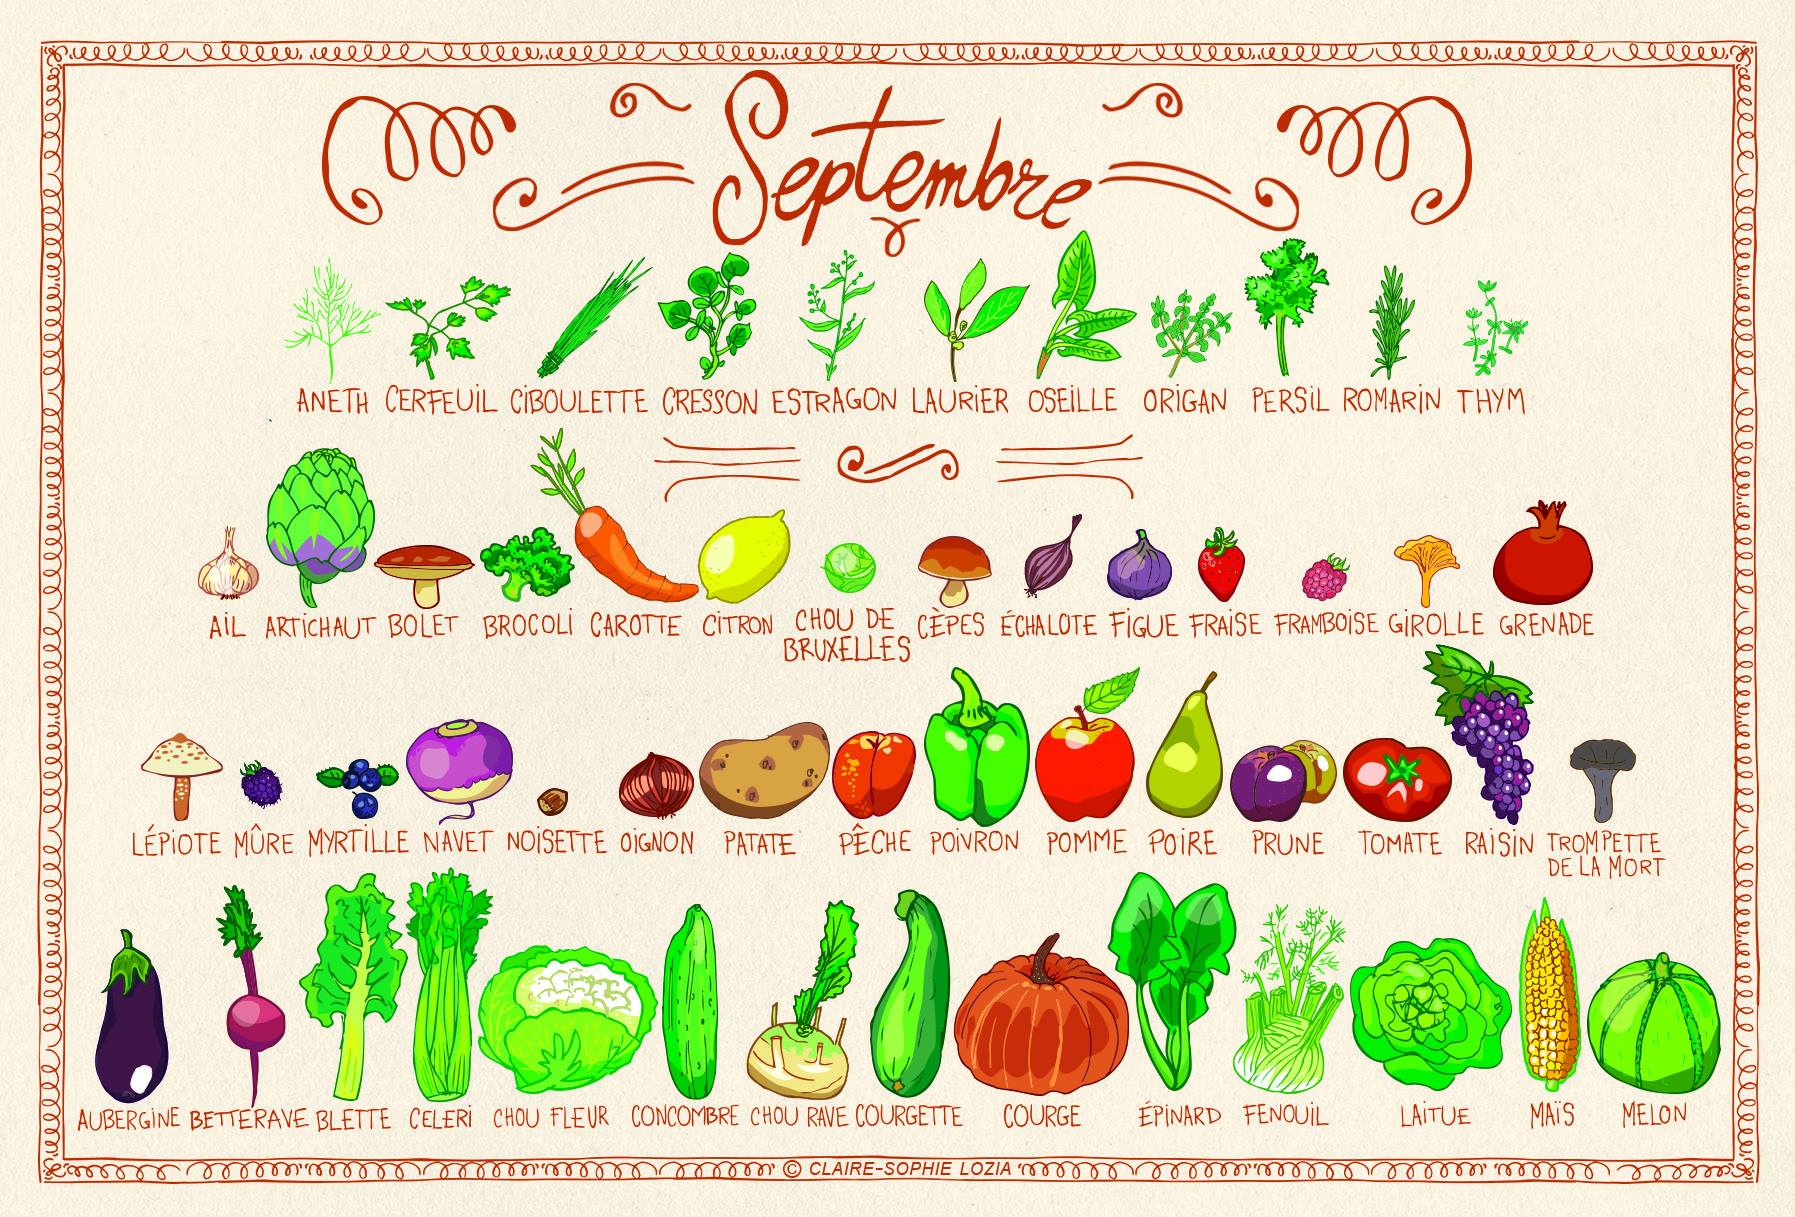 Septembre
ANETH CERFEUIL CIBOULETTE CRESSON ESTRAGON LAURIER OSEILLE ORIGAN PERSIL ROMARIN THYM
AIL ARTICHAUT BOLET BROCOLI CAROTTE CITRON CHOU DE BRUXELLES CÈPES ÉCHALOTE FIGUE FRAISE FRAMBOISE GIROLLE GRENADE
LÉPIOTE MÛRE MYRTILLE NAVET NOISETTE OIGNON PATATE PÊCHE POIVRON POMME POIRE PRUNE TOMATE RAISIN TROMPETTE DE LA MORT
AUBERGINE BETTERAVE BLETTE CELERI CHOU FLEUR CONCOMBRE CHOU RAVE COURGETTE COURGE ÉPINARD FENOUIL LAITUE MAÏS MELON
© CLAIRE-SOPHIE LOZIA